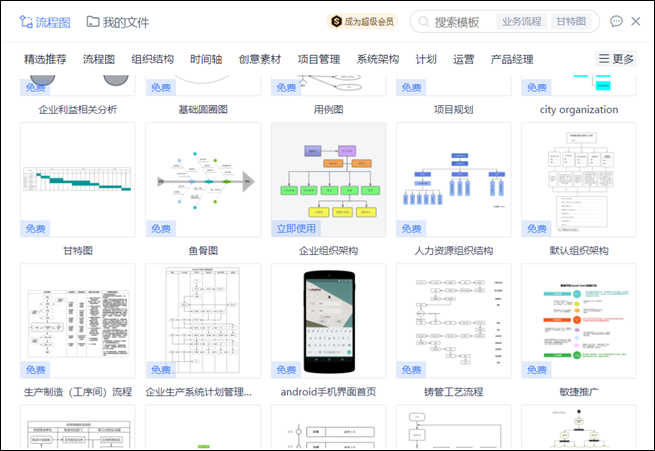 流程图 我的文件 成为超级会员 搜索模板 业务流程 甘特图
精选推荐 流程图 组织结构 时间轴 创意素材 项目管理 系统架构 计划 运营 产品经理 更多
免费 免费 免费 免费 免费
企业利益相关分析 基础圆圈图 用例图 项目规划 city organization
免费 免费 立即使用 免费 免费
甘特图 鱼骨图 企业组织架构 人力资源组织结构 默认组织架构
免费 免费 免费 免费 免费
生产制造（工序间）流程 企业生产系统计划管理... android手机界面首页 铸管工艺流程 敏捷推广